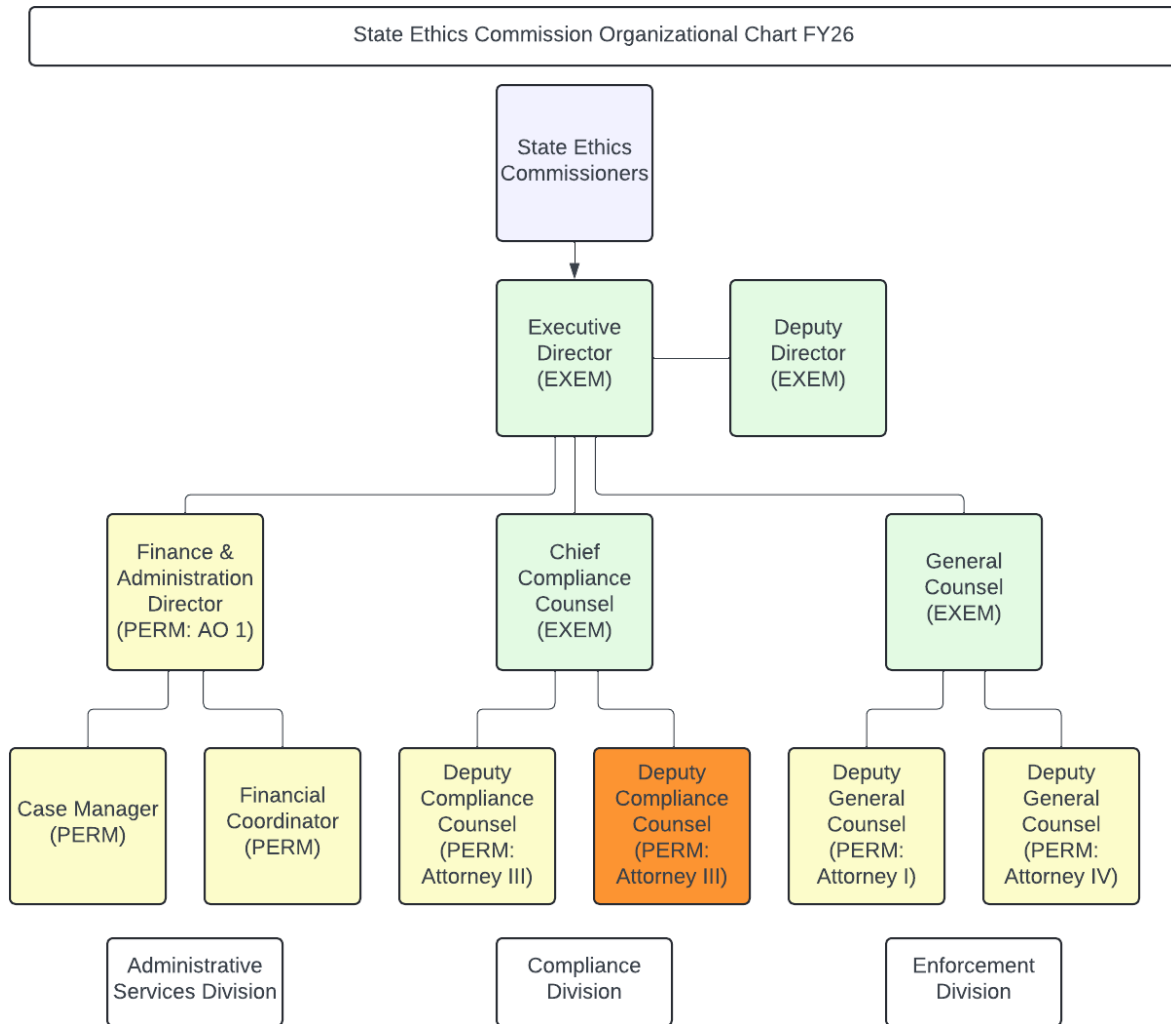 State Ethics Commission Organizational Chart FY26
State Ethics
Commissioners
Executive
Director
(EXEM)
Deputy
Director
(EXEM)
Finance &
Administration
Director
(PERM: AO 1)
Chief
Compliance
Counsel
(EXEM)
General
Counsel
(EXEM)
Case Manager
(PERM)
Financial
Coordinator
(PERM)
Deputy
Compliance
Counsel
(PERM:
Attorney III)
Deputy
Compliance
Counsel
(PERM:
Attorney III)
Deputy
General
Counsel
(PERM:
Attorney I)
Deputy
General
Counsel
(PERM:
Attorney IV)
Administrative
Services Division
Compliance
Division
Enforcement
Division